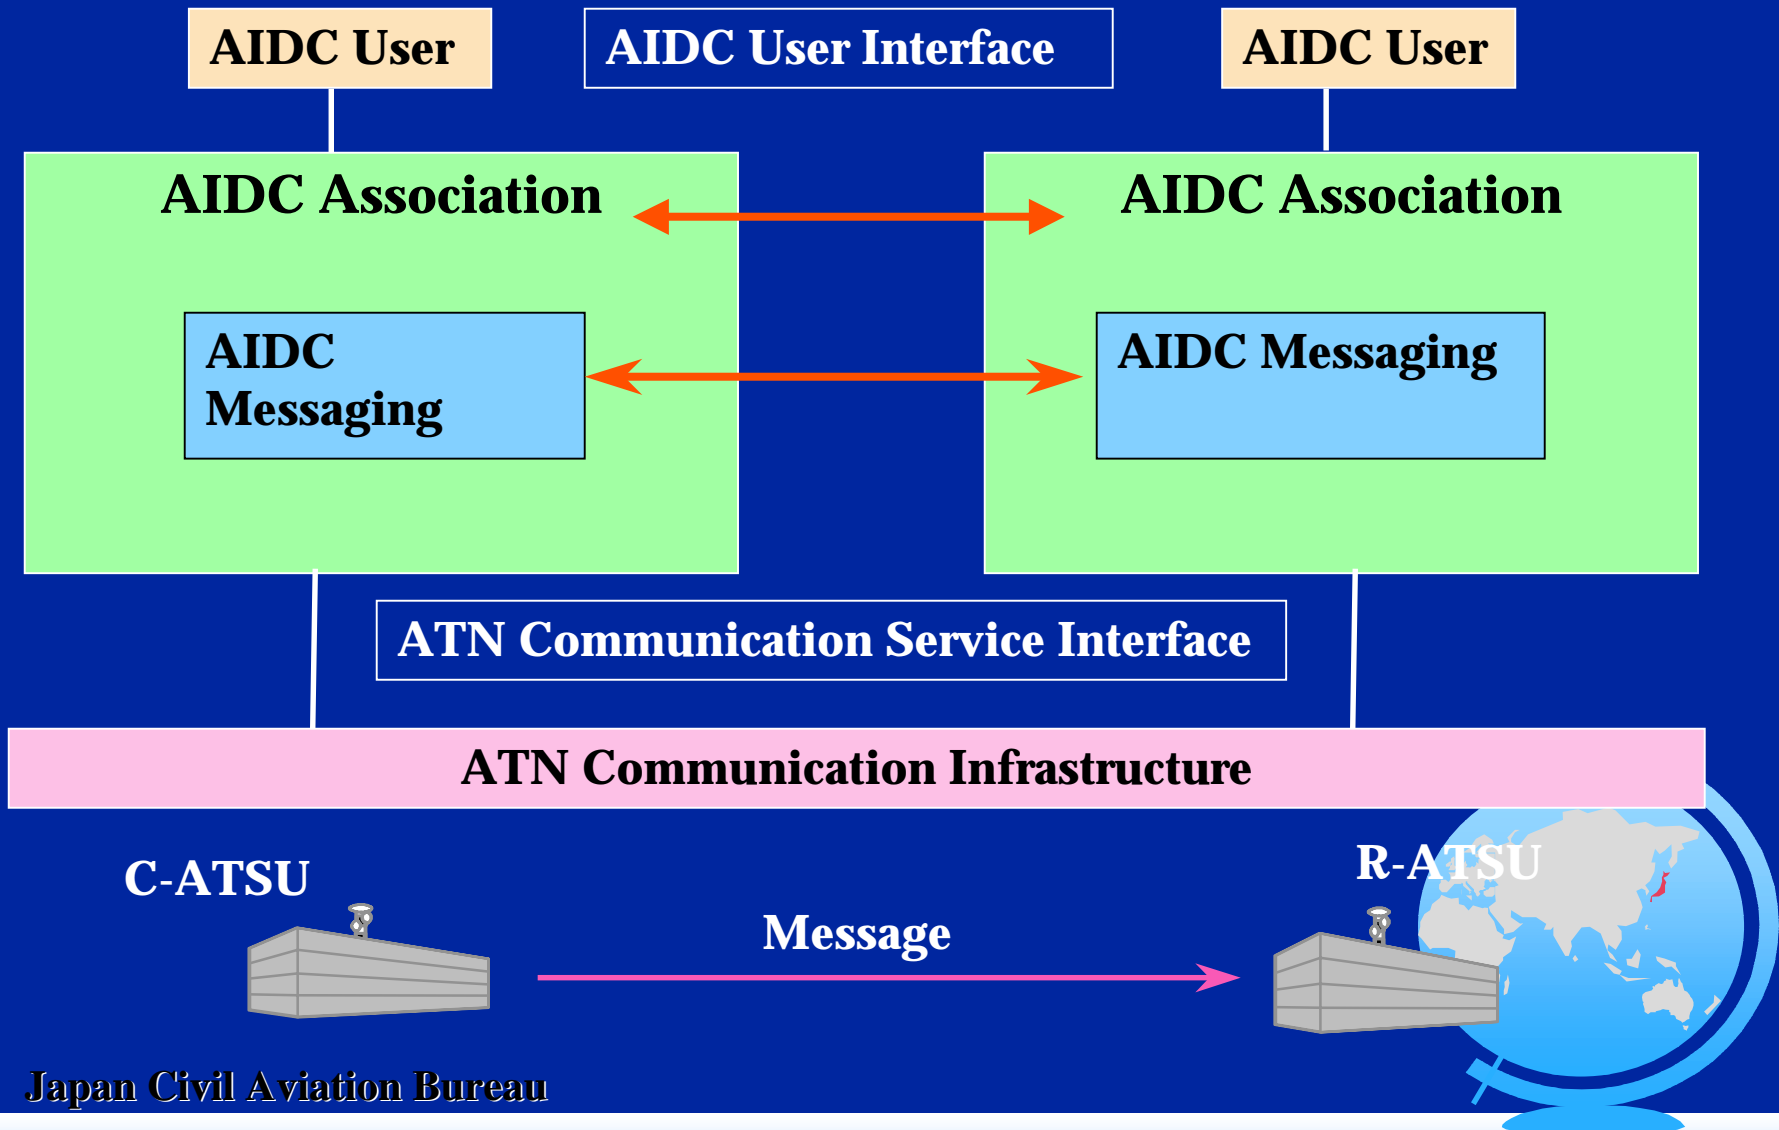 AIDC User
AIDC User Interface
AIDC User
AIDC Association
AIDC Association
AIDC
Messaging
AIDC Messaging
ATN Communication Service Interface
ATN Communication Infrastructure
C-ATSU
R-ATSU
Message
Japan Civil Aviation Bureau